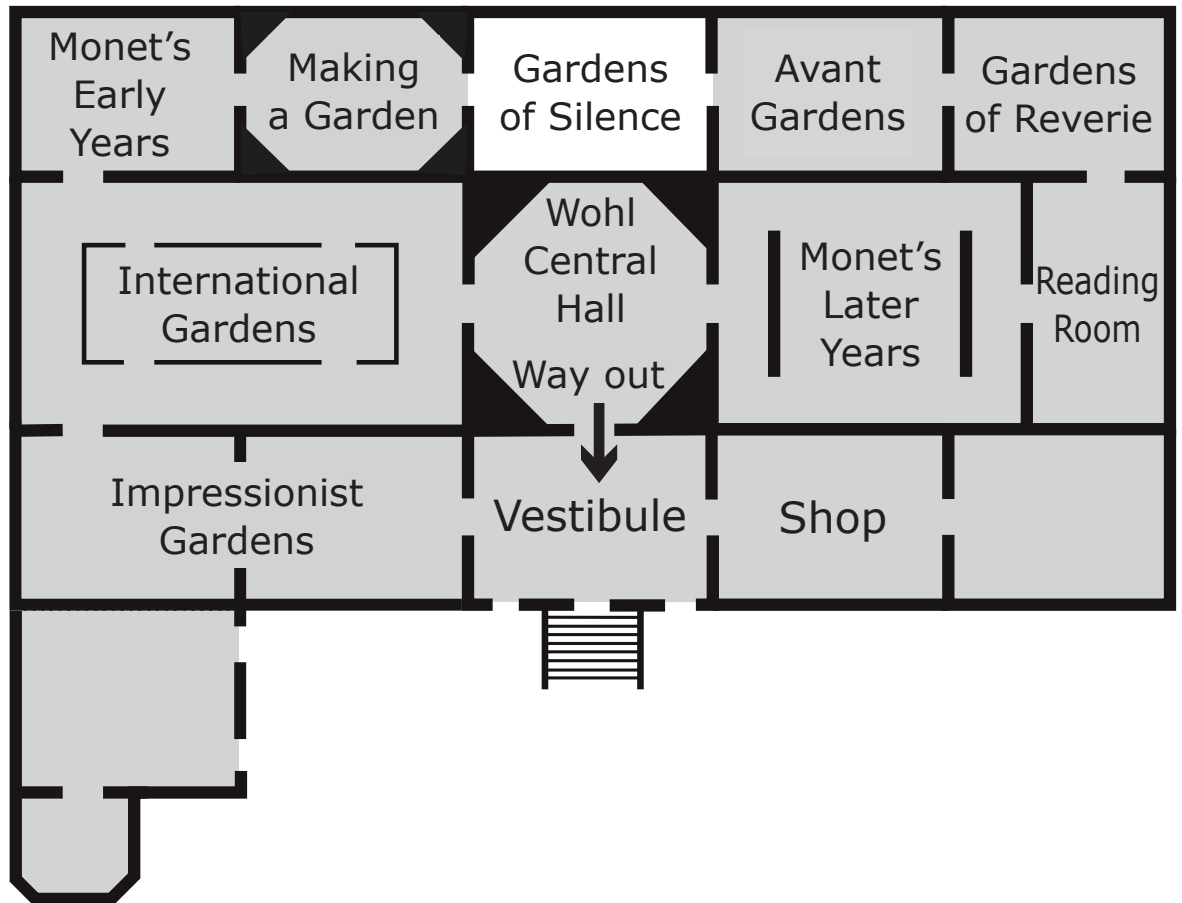 Monet’s
Early
Years
Making
a Garden
Gardens
of Silence
Avant
Gardens
Gardens
of Reverie
International
Gardens
Wohl
Central
Hall
Way out
Monet’s
Later
Years
Reading
Room
Impressionist
Gardens
Vestibule
Shop